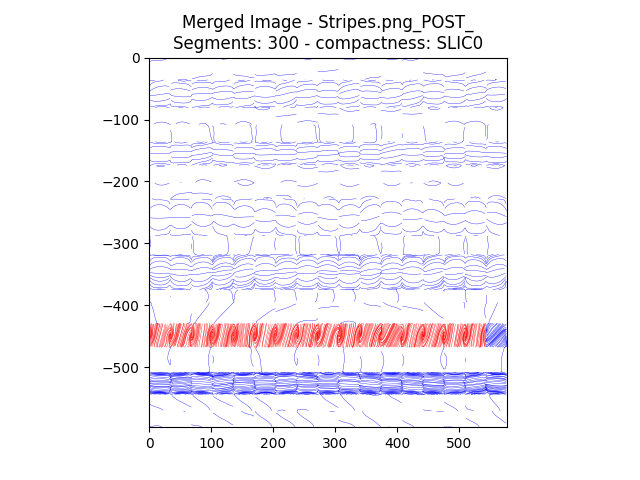 Merged Image - Stripes.png_POST_
Segments: 300 - compactness: SLIC0
0
−100
−200
−300
−400
−500
0 100 200 300 400 500